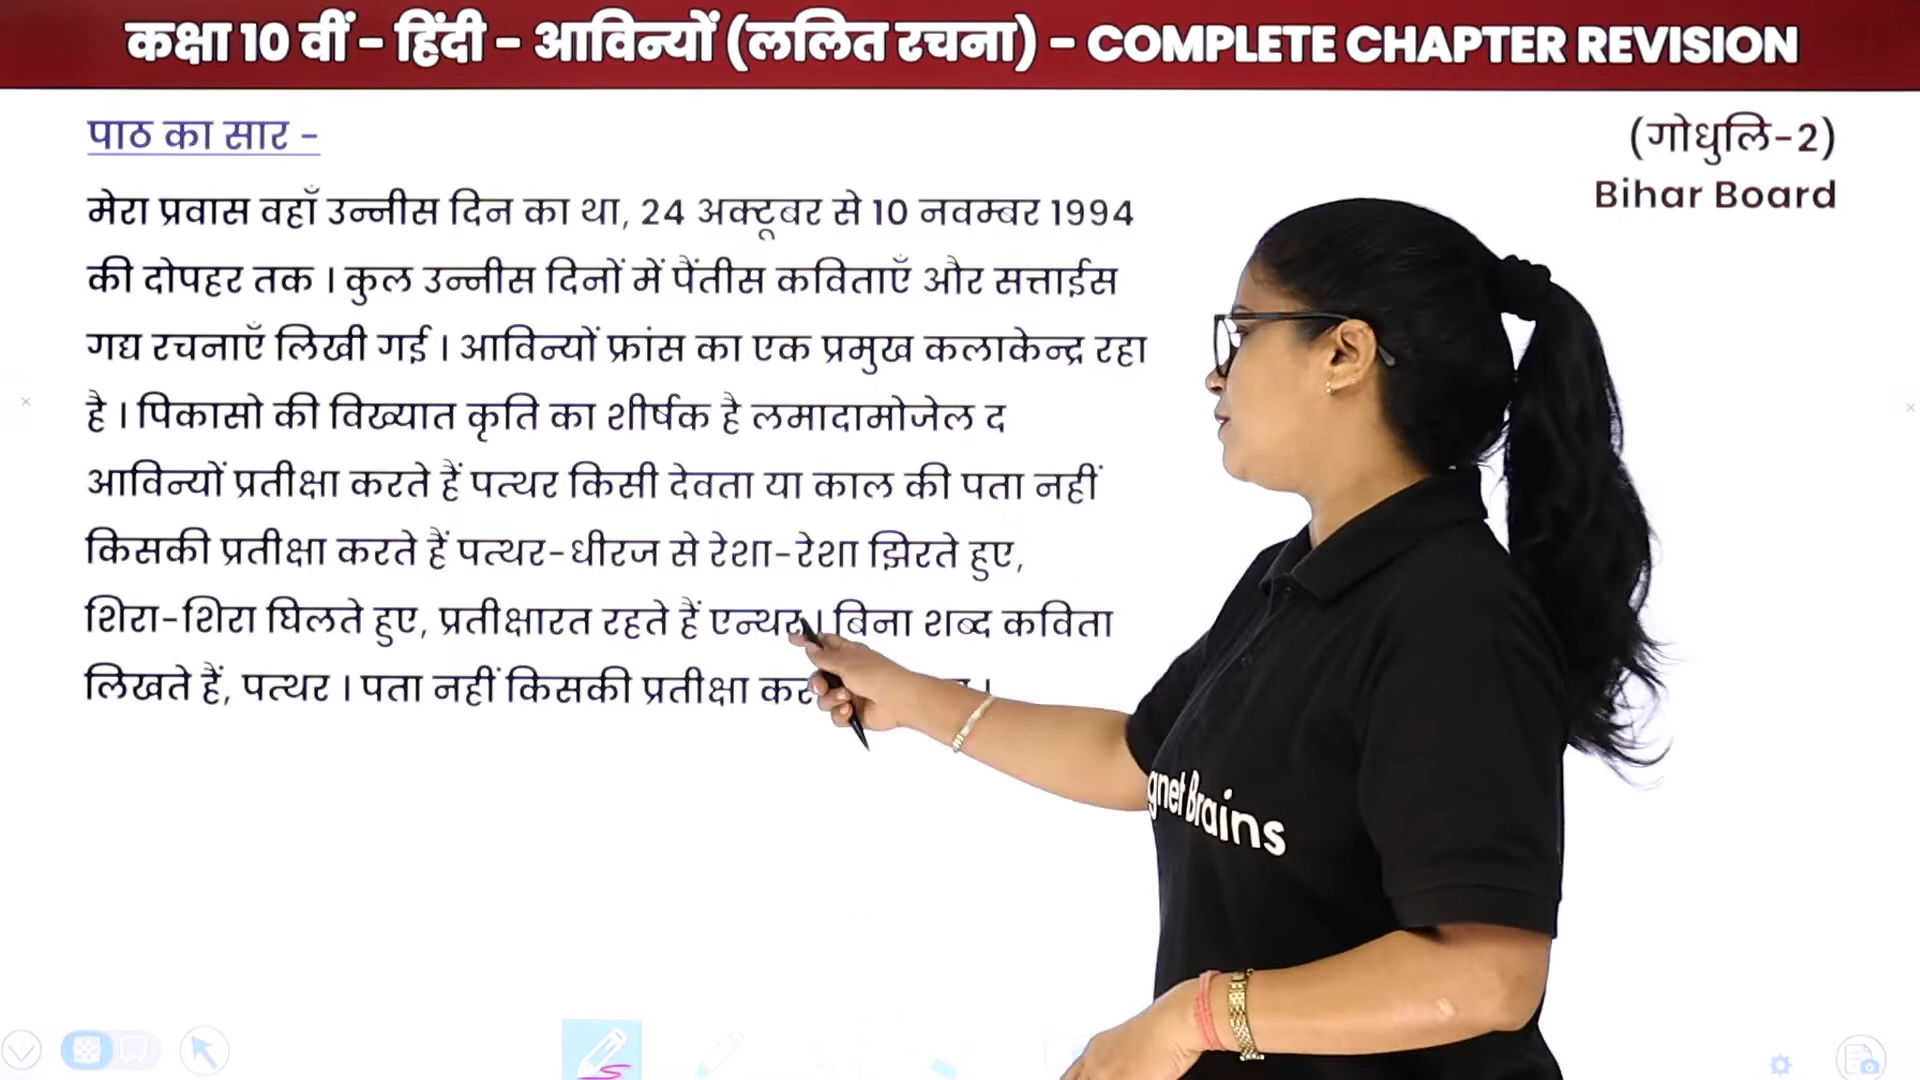 कक्षा 10 वीं - हिंदी - आविन्यों (ललित रचना) - COMPLETE CHAPTER REVISION
पाठ का सार -
(गोधुलि-2)
Bihar Board
मेरा प्रवास वहाँ उन्नीस दिन का था, 24 अक्टूबर से 10 नवम्बर 1994
की दोपहर तक । कुल उन्नीस दिनों में पैंतीस कविताएँ और सत्ताईस
गद्य रचनाएँ लिखी गई । आविन्यों फ्रांस का एक प्रमुख कलाकेन्द्र रहा
है । पिकासो की विख्यात कृति का शीर्षक है लमादामोजेल द
आविन्यों प्रतीक्षा करते हैं पत्थर किसी देवता या काल की पता नहीं
किसकी प्रतीक्षा करते हैं पत्थर-धीरज से रेशा-रेशा झिरते हुए,
शिरा-शिरा घिलते हुए, प्रतीक्षारत रहते हैं एन्थर । बिना शब्द कविता
लिखते हैं, पत्थर । पता नहीं किसकी प्रतीक्षा ।
gnet Brains